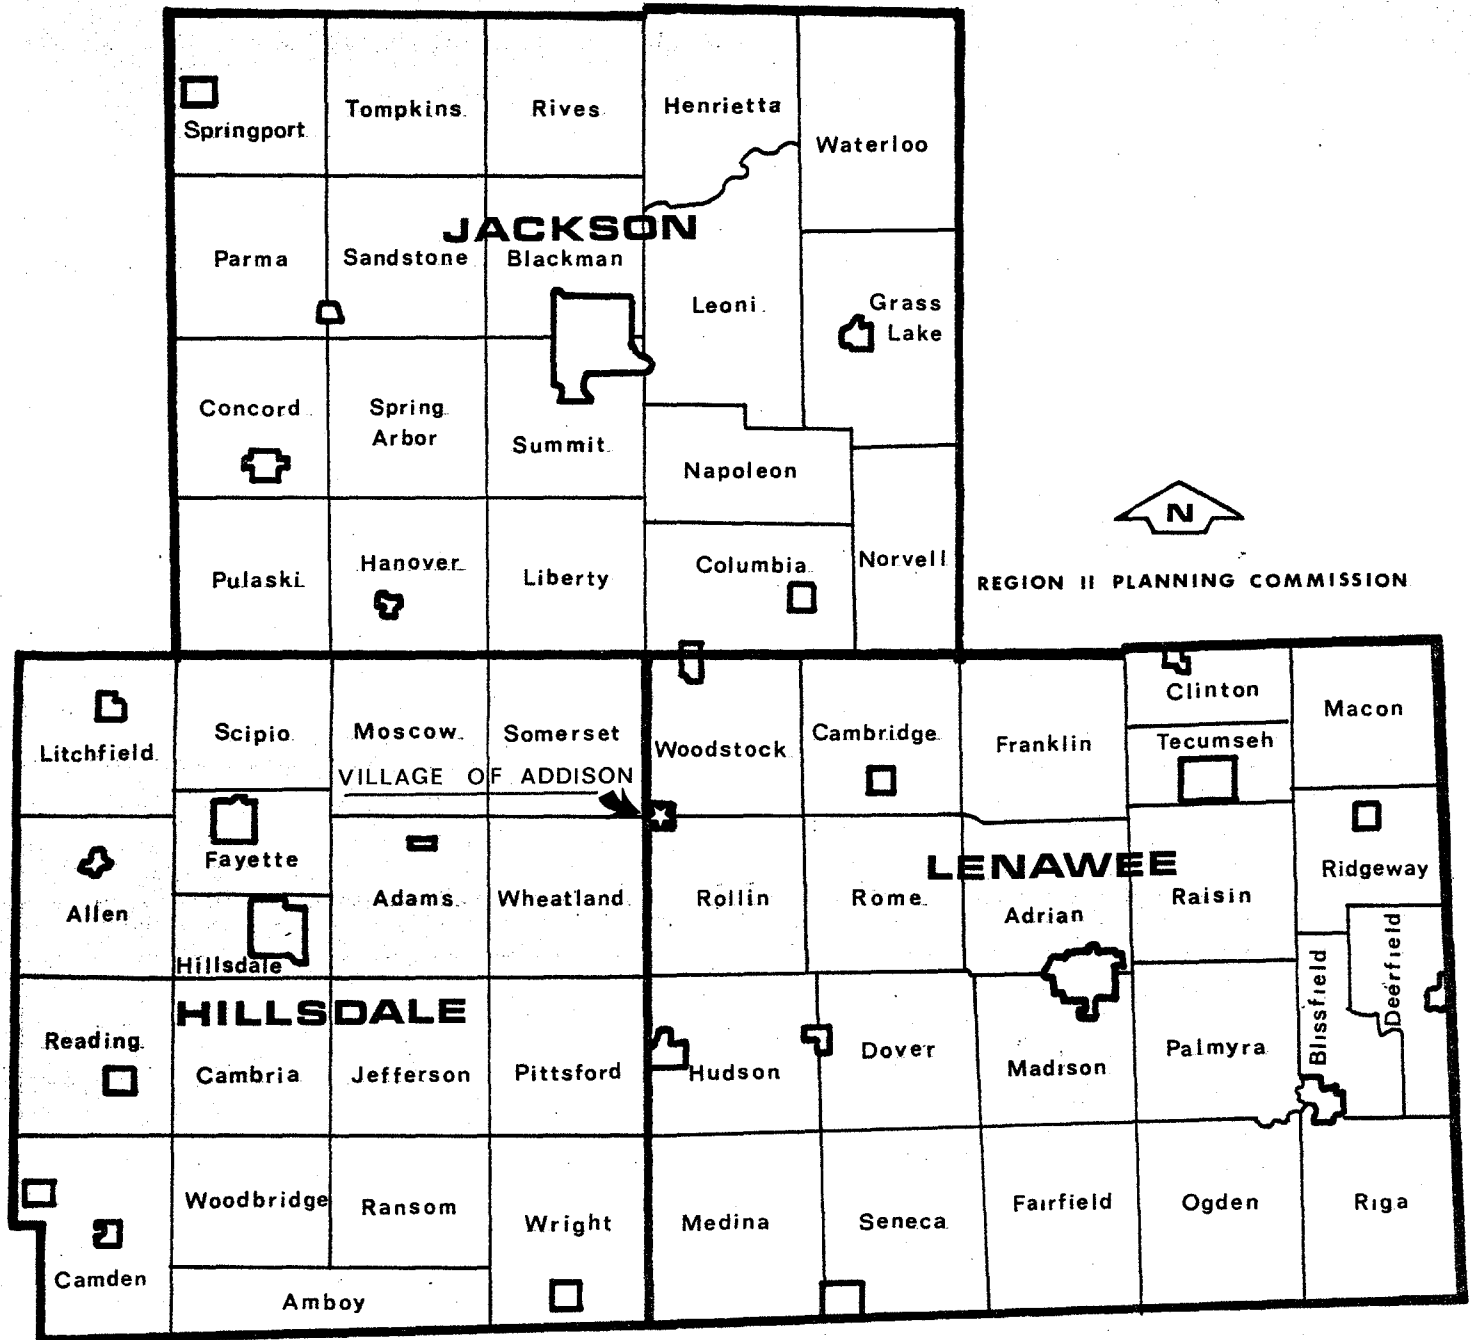 Henrietta
Tompkins
Rives
Springport
Waterloo
JACKSON
Parma
Sandstone
Blackman
Leoni
Grass
Lake
Concord
Spring
Arbor
Summit
Napoleon
N
Hanover
Columbia
Norvell
Pulaski
Liberty
REGION II PLANNING COMMISSION
Clinton
Macon
Litchfield
Scipio
Moscow
Somerset
Woodstock
Cambridge
Franklin
Tecumseh
VILLAGE OF ADDISON
Fayette
LENAWEE
Ridgeway
Allen
Adams
Wheatland
Rollin
Rome
Adrian
Raisin
Hillsdale
Deerfield
HILLSDALE
Blissfield
Reading
Cambria
Jefferson
Pittsford
Hudson
Dover
Madison
Palmyra
Woodbridge
Ransom
Wright
Medina
Seneca
Fairfield
Ogden
Riga
Camden
Amboy